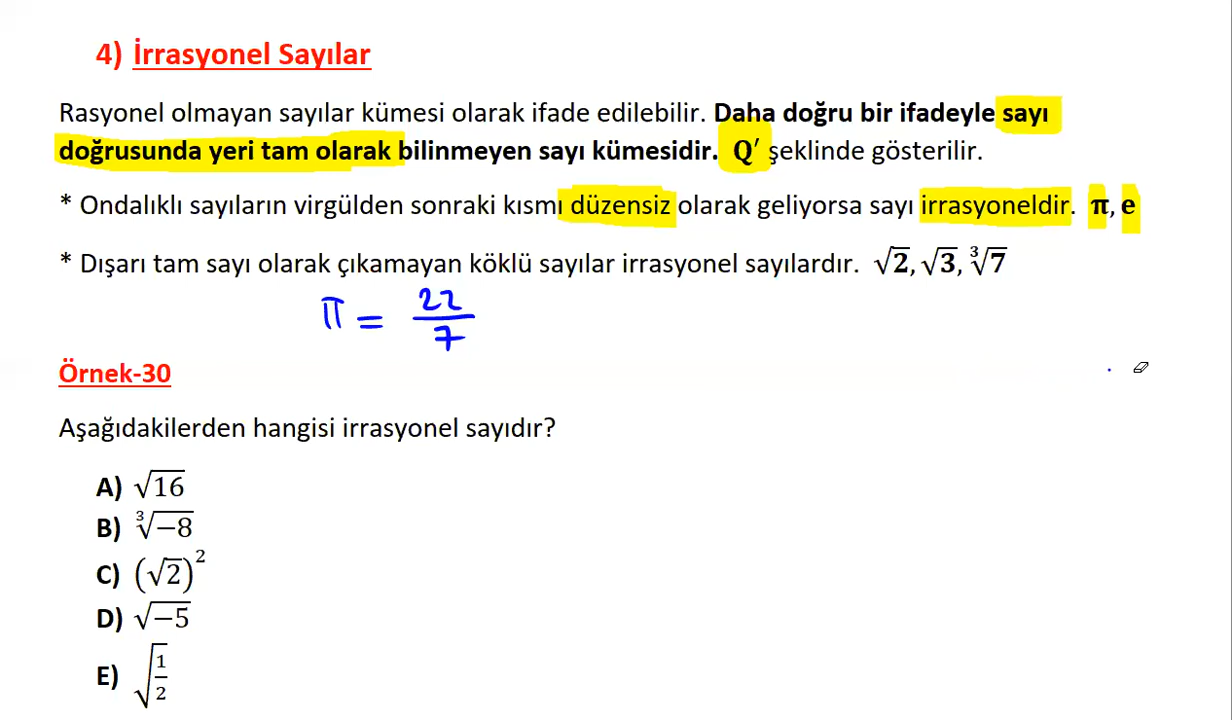 4) İrrasyonel Sayılar
Rasyonel olmayan sayılar kümesi olarak ifade edilebilir. Daha doğru bir ifadeyle sayı
doğrusunda yeri tam olarak bilinmeyen sayı kümesidir. Q′ şeklinde gösterilir.
* Ondalıklı sayıların virgülden sonraki kısmı düzensiz olarak geliyorsa sayı irrasyoneldir. π, e
* Dışarı tam sayı olarak çıkamayan köklü sayılar irrasyonel sayılardır. √2, √3, ∛7
π = 22/7
Örnek-30
Aşağıdakilerden hangisi irrasyonel sayıdır?
A) √16
B) ∛−8
C) (√2)²
D) √−5
E) √(1/2)